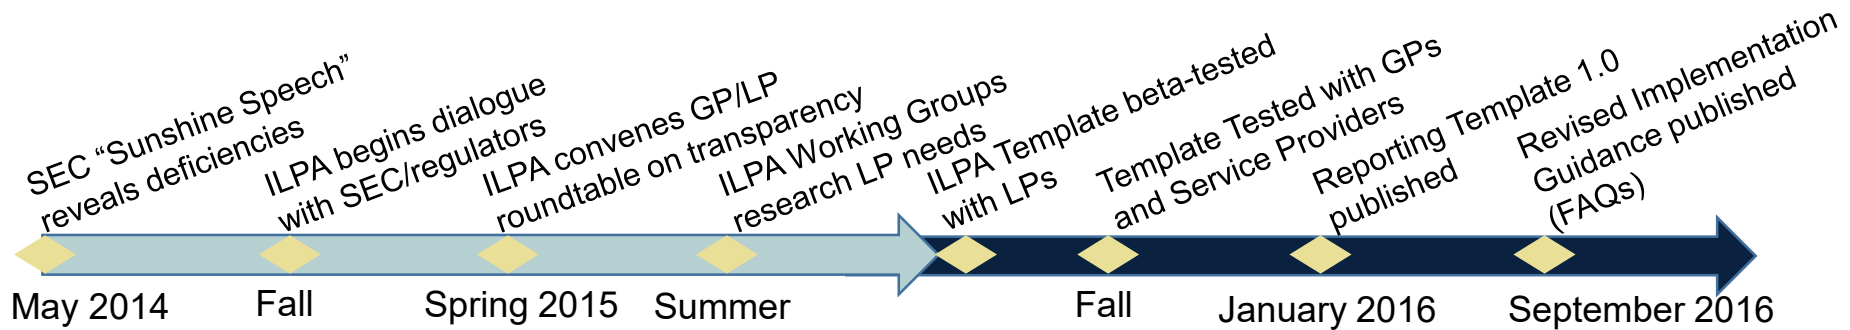 SEC “Sunshine Speech”
reveals deficiencies
ILPA begins dialogue
with SEC/regulators
ILPA convenes GP/LP
roundtable on transparency
ILPA Working Groups
research LP needs
ILPA Template beta-tested
with LPs
Template Tested with GPs
and Service Providers
Reporting Template 1.0
published
Revised Implementation
Guidance published
(FAQs)
May 2014
Fall
Spring 2015
Summer
Fall
January 2016
September 2016